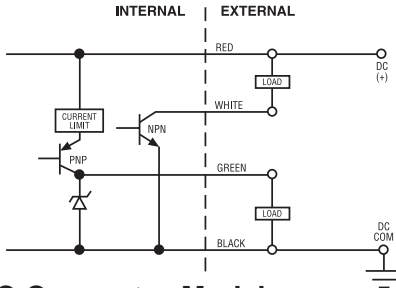 INTERNAL EXTERNAL
RED
DC
(+)
LOAD
CURRENT
LIMIT
WHITE
NPN
PNP
GREEN
LOAD
DC
COM
BLACK